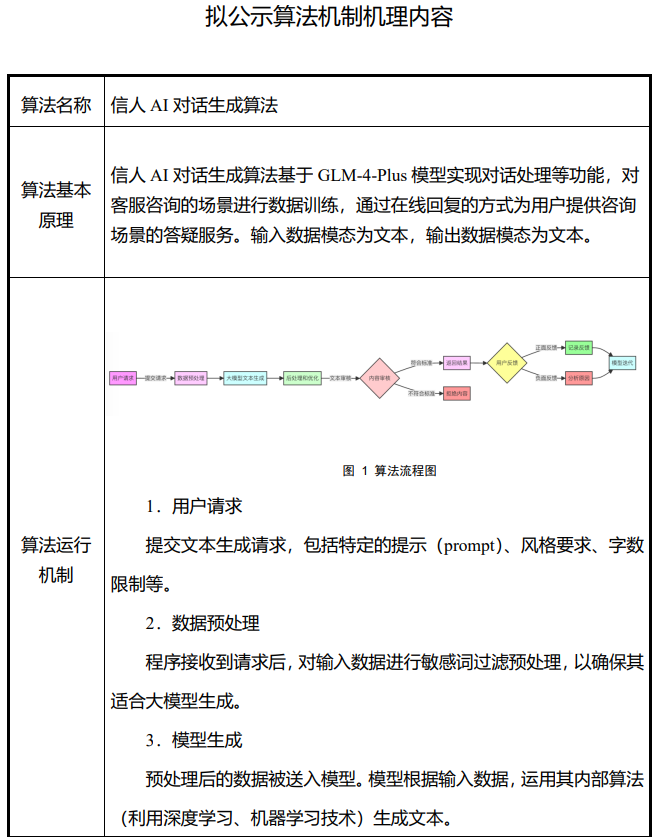 拟公示算法机制机理内容
算法名称
信人 AI 对话生成算法
算法基本
原理
信人 AI 对话生成算法基于 GLM-4-Plus 模型实现对话处理等功能，对
客服咨询的场景进行数据训练，通过在线回复的方式为用户提供咨询
场景的答疑服务。输入数据模态为文本，输出数据模态为文本。
算法运行
机制
用户请求
提交请求
数据预处理
大模型文本生成
后处理和优化
文本审核
内容审核
符合标准
返回结果
不符合标准
拒绝内容
用户反馈
正面反馈
记录反馈
负面反馈
分析原因
模型迭代
图 1 算法流程图
1．用户请求
提交文本生成请求，包括特定的提示（prompt）、风格要求、字数
限制等。
2．数据预处理
程序接收到请求后，对输入数据进行敏感词过滤预处理，以确保其
适合大模型生成。
3．模型生成
预处理后的数据被送入模型。模型根据输入数据，运用其内部算法
（利用深度学习、机器学习技术）生成文本。